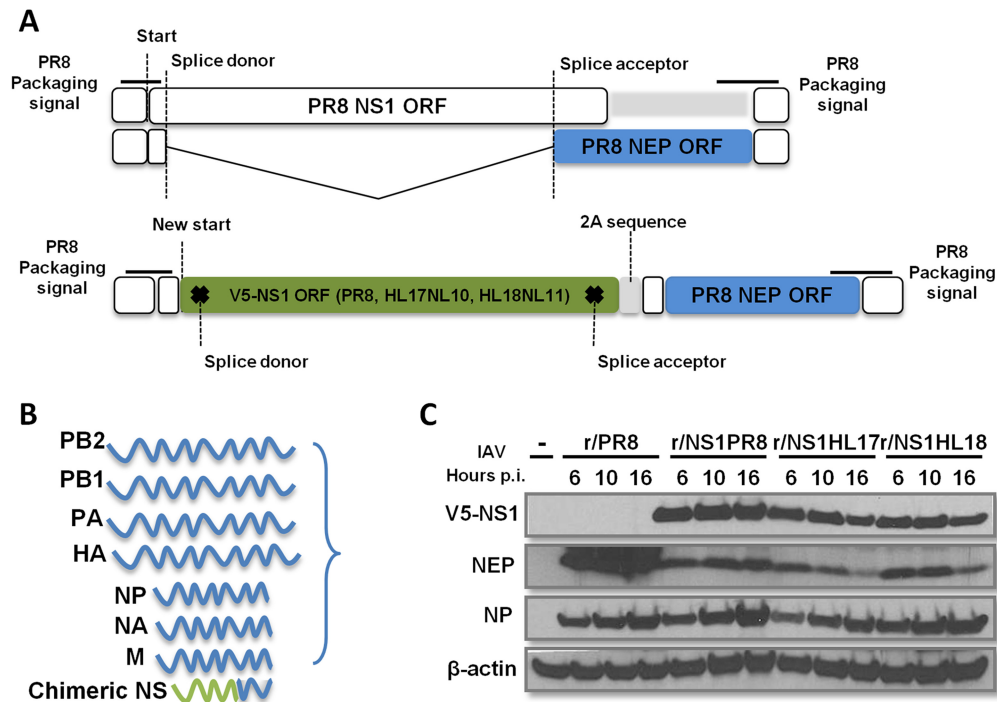 A
Start
PR8
Packaging
signal
Splice donor
Splice acceptor
PR8
Packaging
signal
PR8 NS1 ORF
PR8 NEP ORF
New start
2A sequence
PR8
Packaging
signal
PR8
Packaging
signal
V5-NS1 ORF (PR8, HL17NL10, HL18NL11)
PR8 NEP ORF
Splice donor
Splice acceptor
B
PB2
PB1
PA
HA
NP
NA
M
Chimeric NS
C
IAV - r/PR8 r/NS1PR8 r/NS1HL17 r/NS1HL18
Hours p.i. 6 10 16 6 10 16 6 10 16 6 10 16
V5-NS1
NEP
NP
β-actin